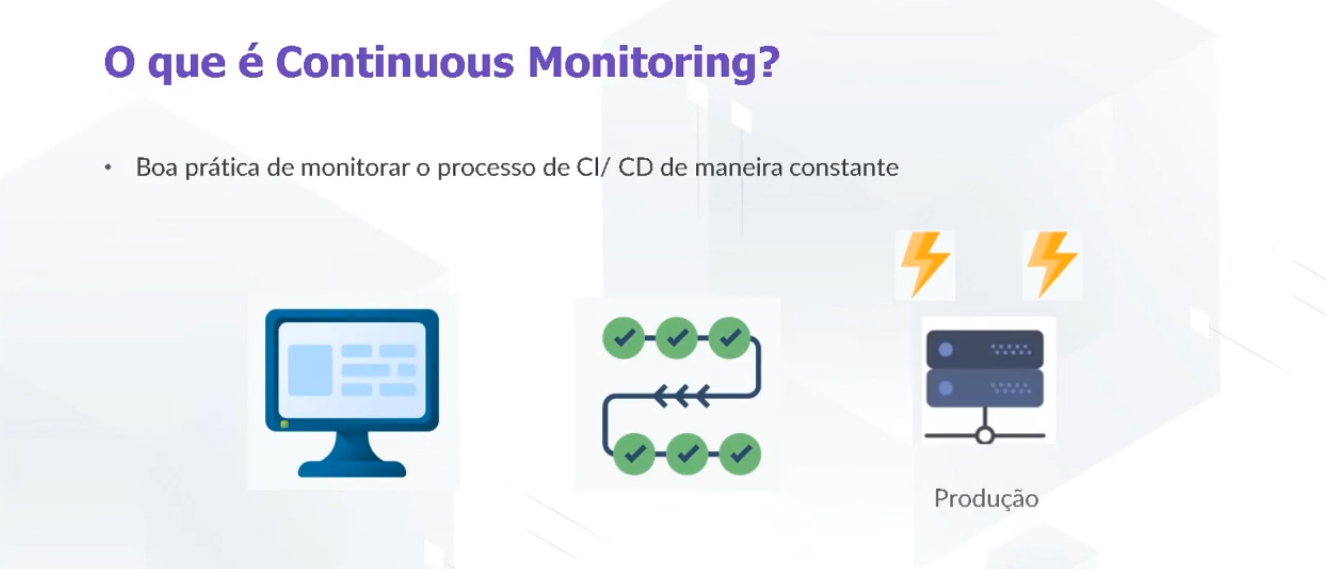 O que é Continuous Monitoring?
• Boa prática de monitorar o processo de CI/ CD de maneira constante
Produção